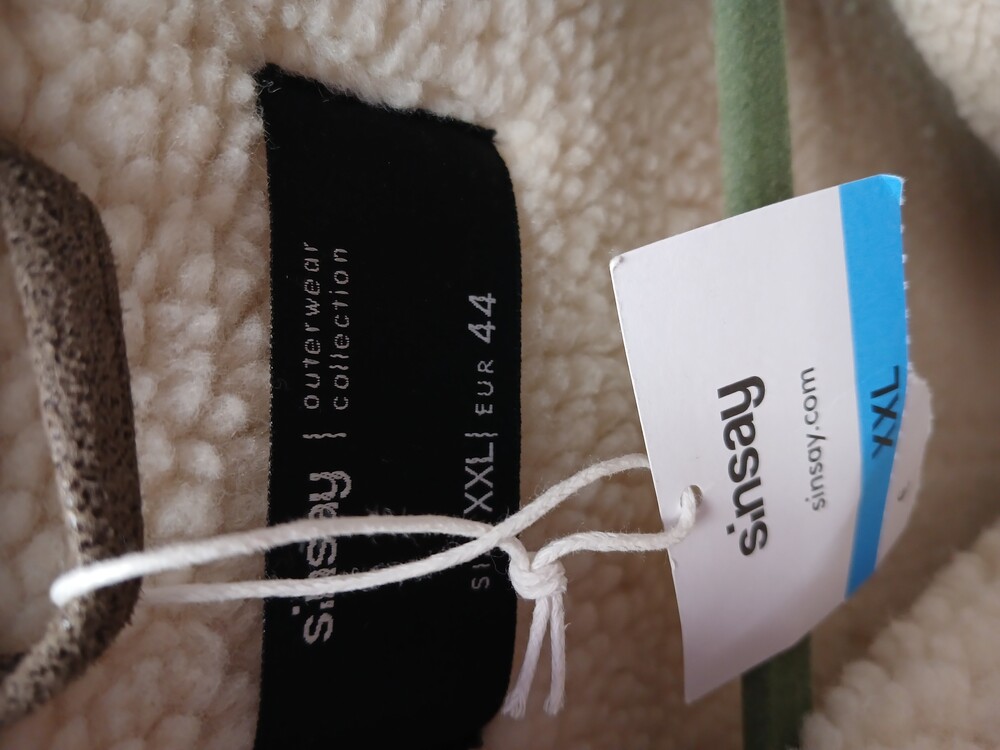 sinsay | outerwear
collection
XXL | EUR 44
sinsay
sinsay.com
XXL